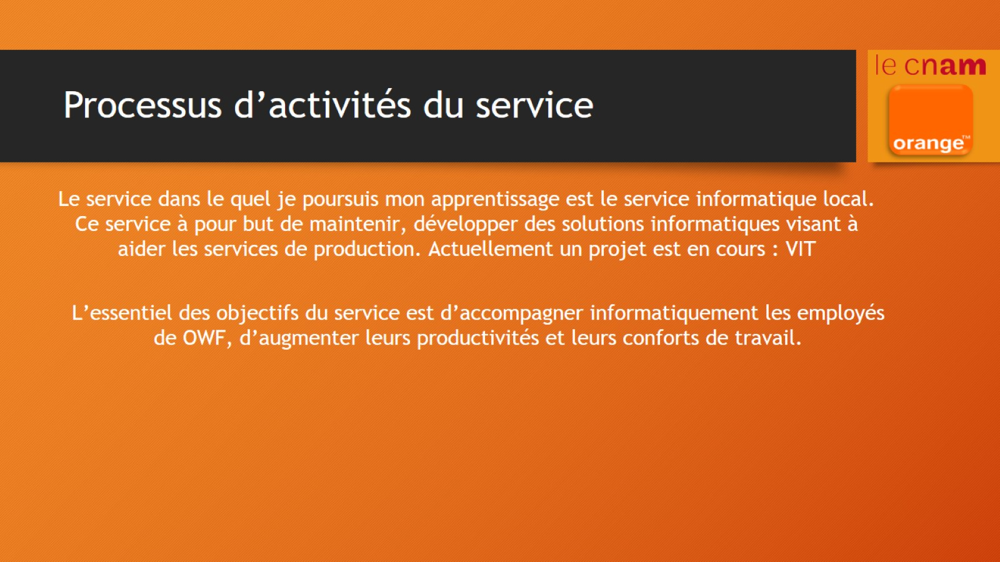 le cnam
Processus d’activités du service
orange™
Le service dans le quel je poursuis mon apprentissage est le service informatique local.
Ce service à pour but de maintenir, développer des solutions informatiques visant à
aider les services de production. Actuellement un projet est en cours : VIT
L’essentiel des objectifs du service est d’accompagner informatiquement les employés
de OWF, d’augmenter leurs productivités et leurs conforts de travail.